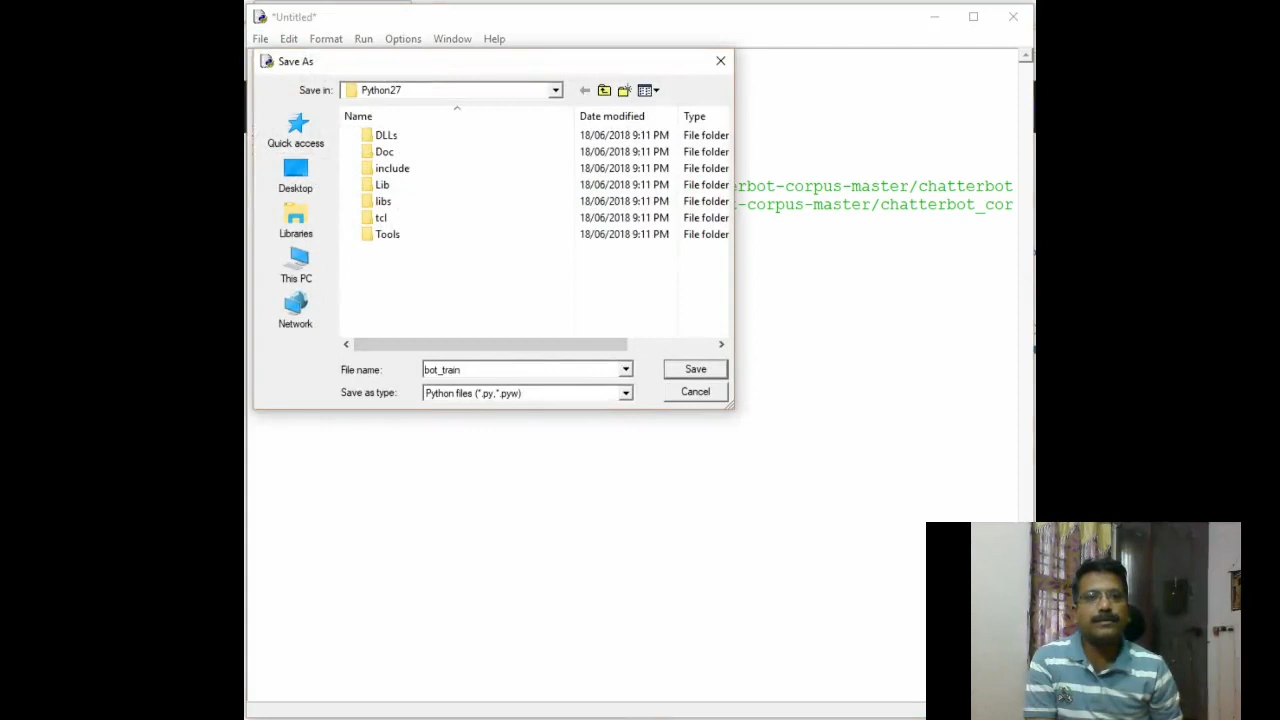 *Untitled*
File Edit Format Run Options Window Help
Save As
Save in: Python27
Name Date modified Type
DLLs 18/06/2018 9:11 PM File folder
Doc 18/06/2018 9:11 PM File folder
include 18/06/2018 9:11 PM File folder
Lib 18/06/2018 9:11 PM File folder
libs 18/06/2018 9:11 PM File folder
tcl 18/06/2018 9:11 PM File folder
Tools 18/06/2018 9:11 PM File folder
Quick access
Desktop
Libraries
This PC
Network
File name: bot_train Save
Save as type: Python files (*.py,*.pyw) Cancel
erbot-corpus-master/chatterbot
-corpus-master/chatterbot_cor